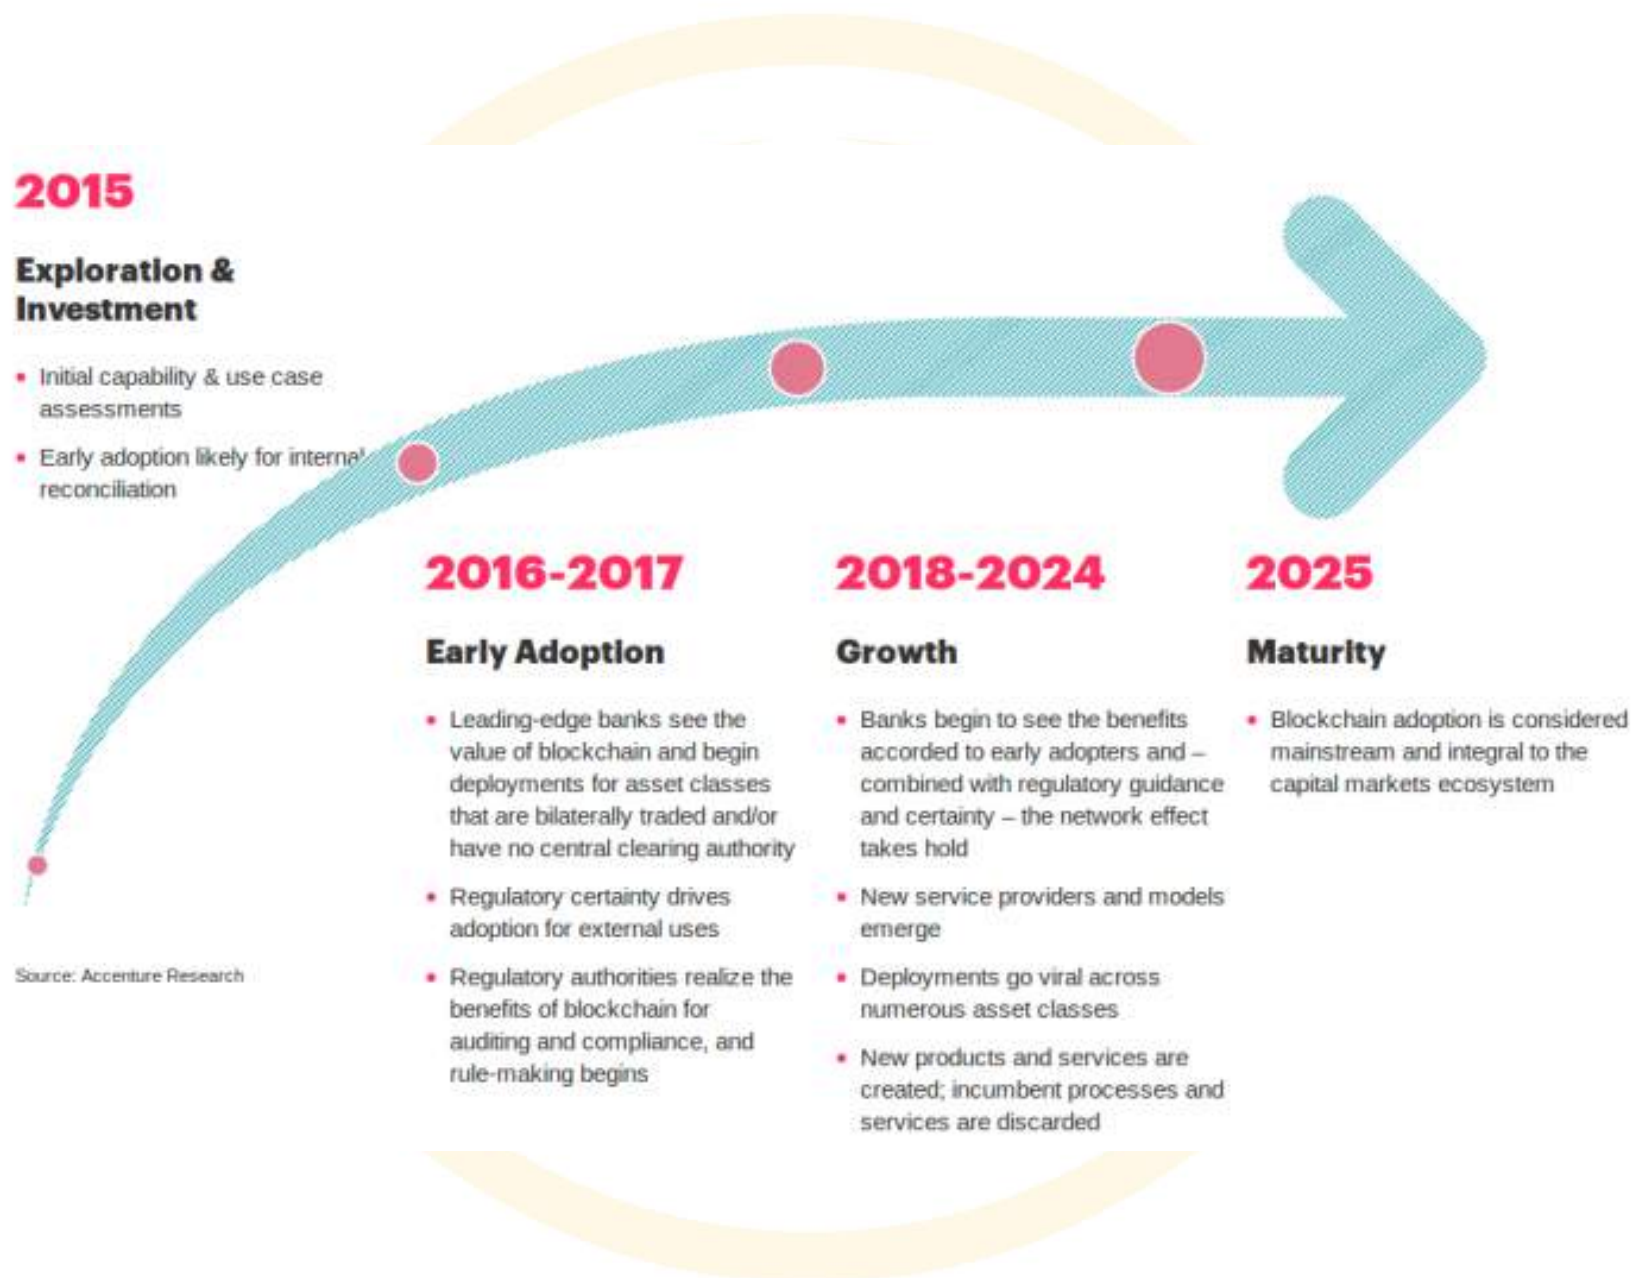 2015
Exploration &
Investment
• Initial capability & use case
assessments
• Early adoption likely for internal
reconciliation
2016-2017
Early Adoption
• Leading-edge banks see the
value of blockchain and begin
deployments for asset classes
that are bilaterally traded and/or
have no central clearing authority
• Regulatory certainty drives
adoption for external uses
• Regulatory authorities realize the
benefits of blockchain for
auditing and compliance, and
rule-making begins
2018-2024
Growth
• Banks begin to see the benefits
accorded to early adopters and –
combined with regulatory guidance
and certainty – the network effect
takes hold
• New service providers and models
emerge
• Deployments go viral across
numerous asset classes
• New products and services are
created; incumbent processes and
services are discarded
2025
Maturity
• Blockchain adoption is considered
mainstream and integral to the
capital markets ecosystem
Source: Accenture Research